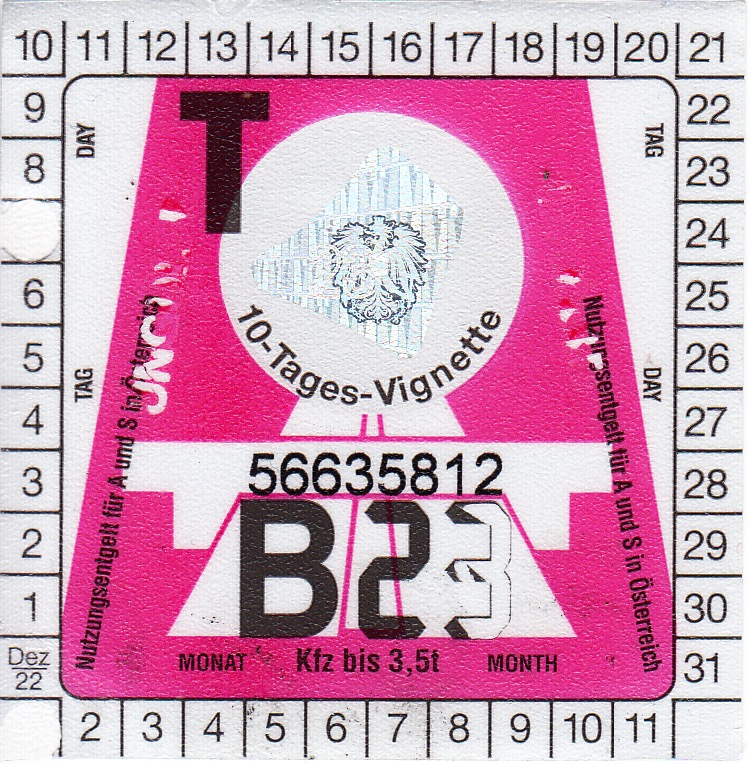 10 11 12 13 14 15 16 17 18 19 20 21
9 22
8 23
24
6 25
5 26
4 27
3 28
2 29
1 30
Dez
22
31
2 3 4 5 6 7 8 9 10 11
DAY
TAG
TAG
DAY
T
10-Tages-Vignette
Nutzungsentgelt für A und S in Österreich
Nutzungsentgelt für A und S in Österreich
56635812
B23
MONAT Kfz bis 3,5t MONTH